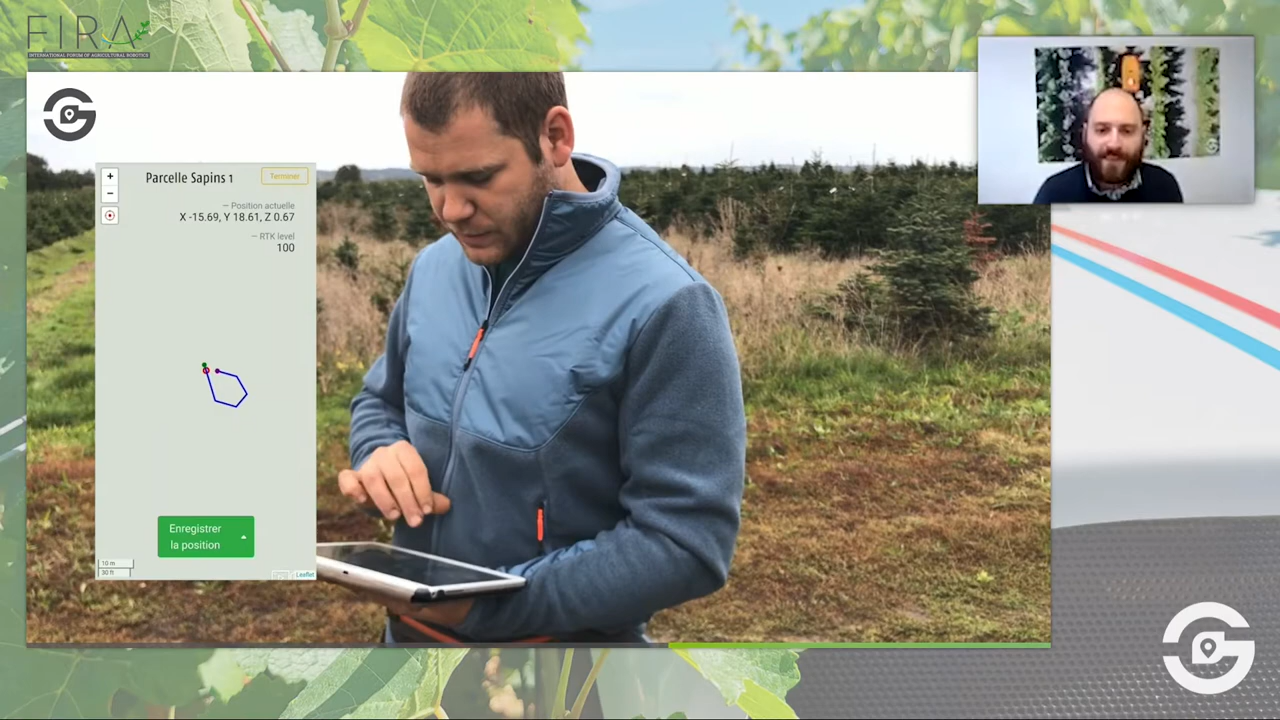 FIRA
INTERNATIONAL FORUM OF AGRICULTURAL ROBOTICS
+
−
Parcelle Sapins 1
Terminer
— Position actuelle
X -15.69, Y 18.61, Z 0.67
— RTK level
100
Enregistrer
la position
10 m
30 ft
Leaflet